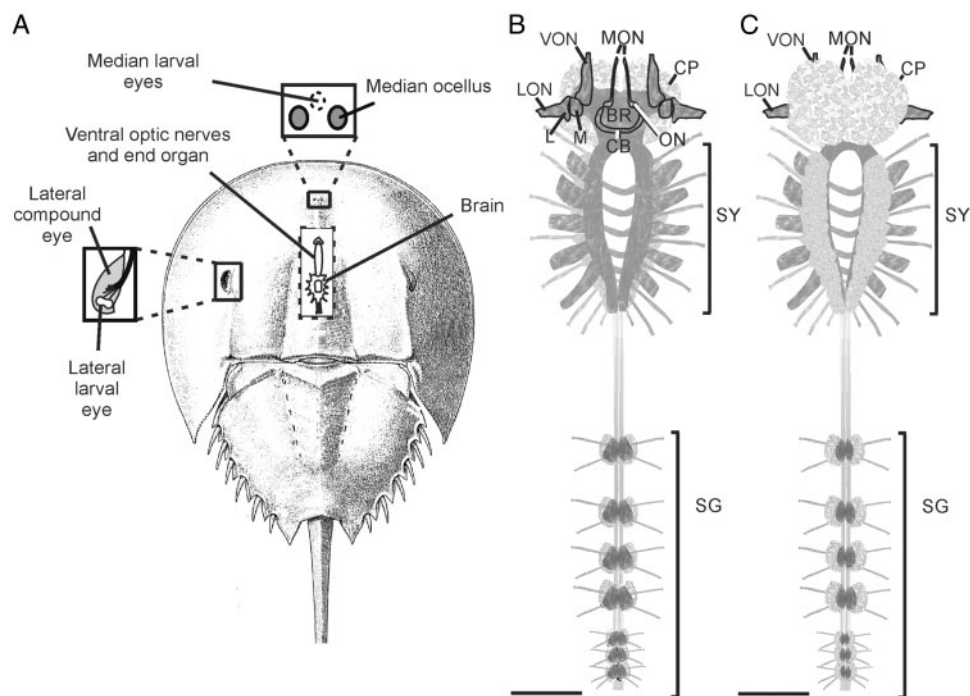 A
Median larval
eyes
Median ocellus
Ventral optic nerves
and end organ
Lateral
compound
eye
Brain
Lateral
larval
eye
B
MON
VON
CP
LON
BR
L
M
ON
CB
SY
SG
C
MON
VON
CP
LON
SY
SG